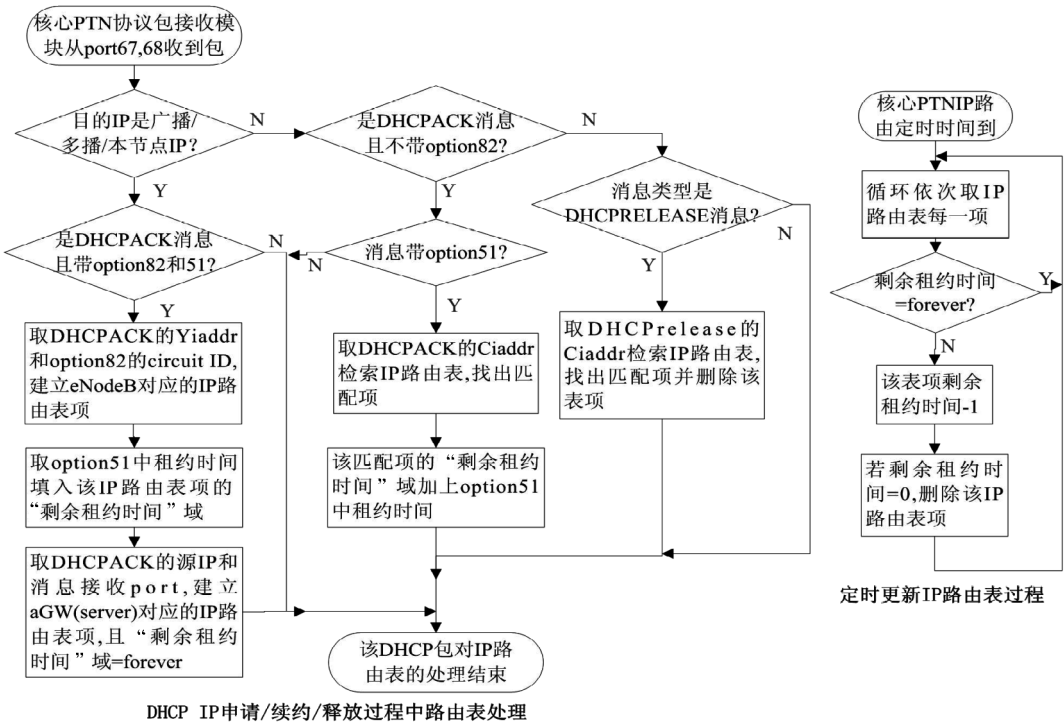 核心PTN协议包接收模
块从port67,68收到包
目的IP是广播/
多播/本节点IP?
N
Y
是DHCPACK消息
且不带option82?
N
Y
消息类型是
DHCPRELEASE消息?
N
Y
是DHCPACK消息
且带option82和51?
N
Y
消息带option51?
N
Y
取DHCPACK的Yiaddr
和option82的circuit ID,
建立eNodeB对应的IP路
由表项
取DHCPACK的Ciaddr
检索IP路由表,找出匹
配项
取DHCPrelease的
Ciaddr检索IP路由表,
找出匹配项并删除该
表项
取option51中租约时间
填入该IP路由表项的
“剩余租约时间”域
该匹配项的“剩余租约
时间”域加上option51
中租约时间
取DHCPACK的源IP和
消息接收port,建立
aGW(server)对应的IP路
由表项,且“剩余租约
时间”域=forever
该DHCP包对IP路
由表的处理结束
DHCP IP申请/续约/释放过程中路由表处理
核心PTNIP路
由定时时间到
循环依次取IP
路由表每一项
剩余租约时间
=forever?
Y
N
该表项剩余
租约时间-1
若剩余租约时
间=0,删除该IP
路由表项
定时更新IP路由表过程